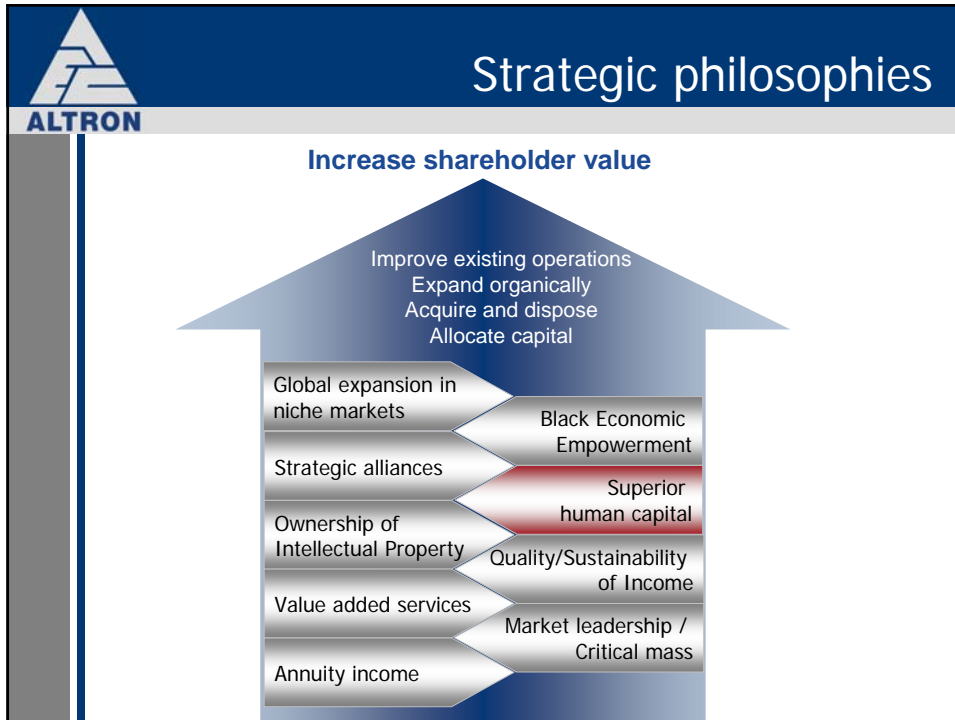 ALTRON
Strategic philosophies
Increase shareholder value
Improve existing operations
Expand organically
Acquire and dispose
Allocate capital
Global expansion in
niche markets
Strategic alliances
Ownership of
Intellectual Property
Value added services
Annuity income
Black Economic
Empowerment
Superior
human capital
Quality/Sustainability
of Income
Market leadership /
Critical mass